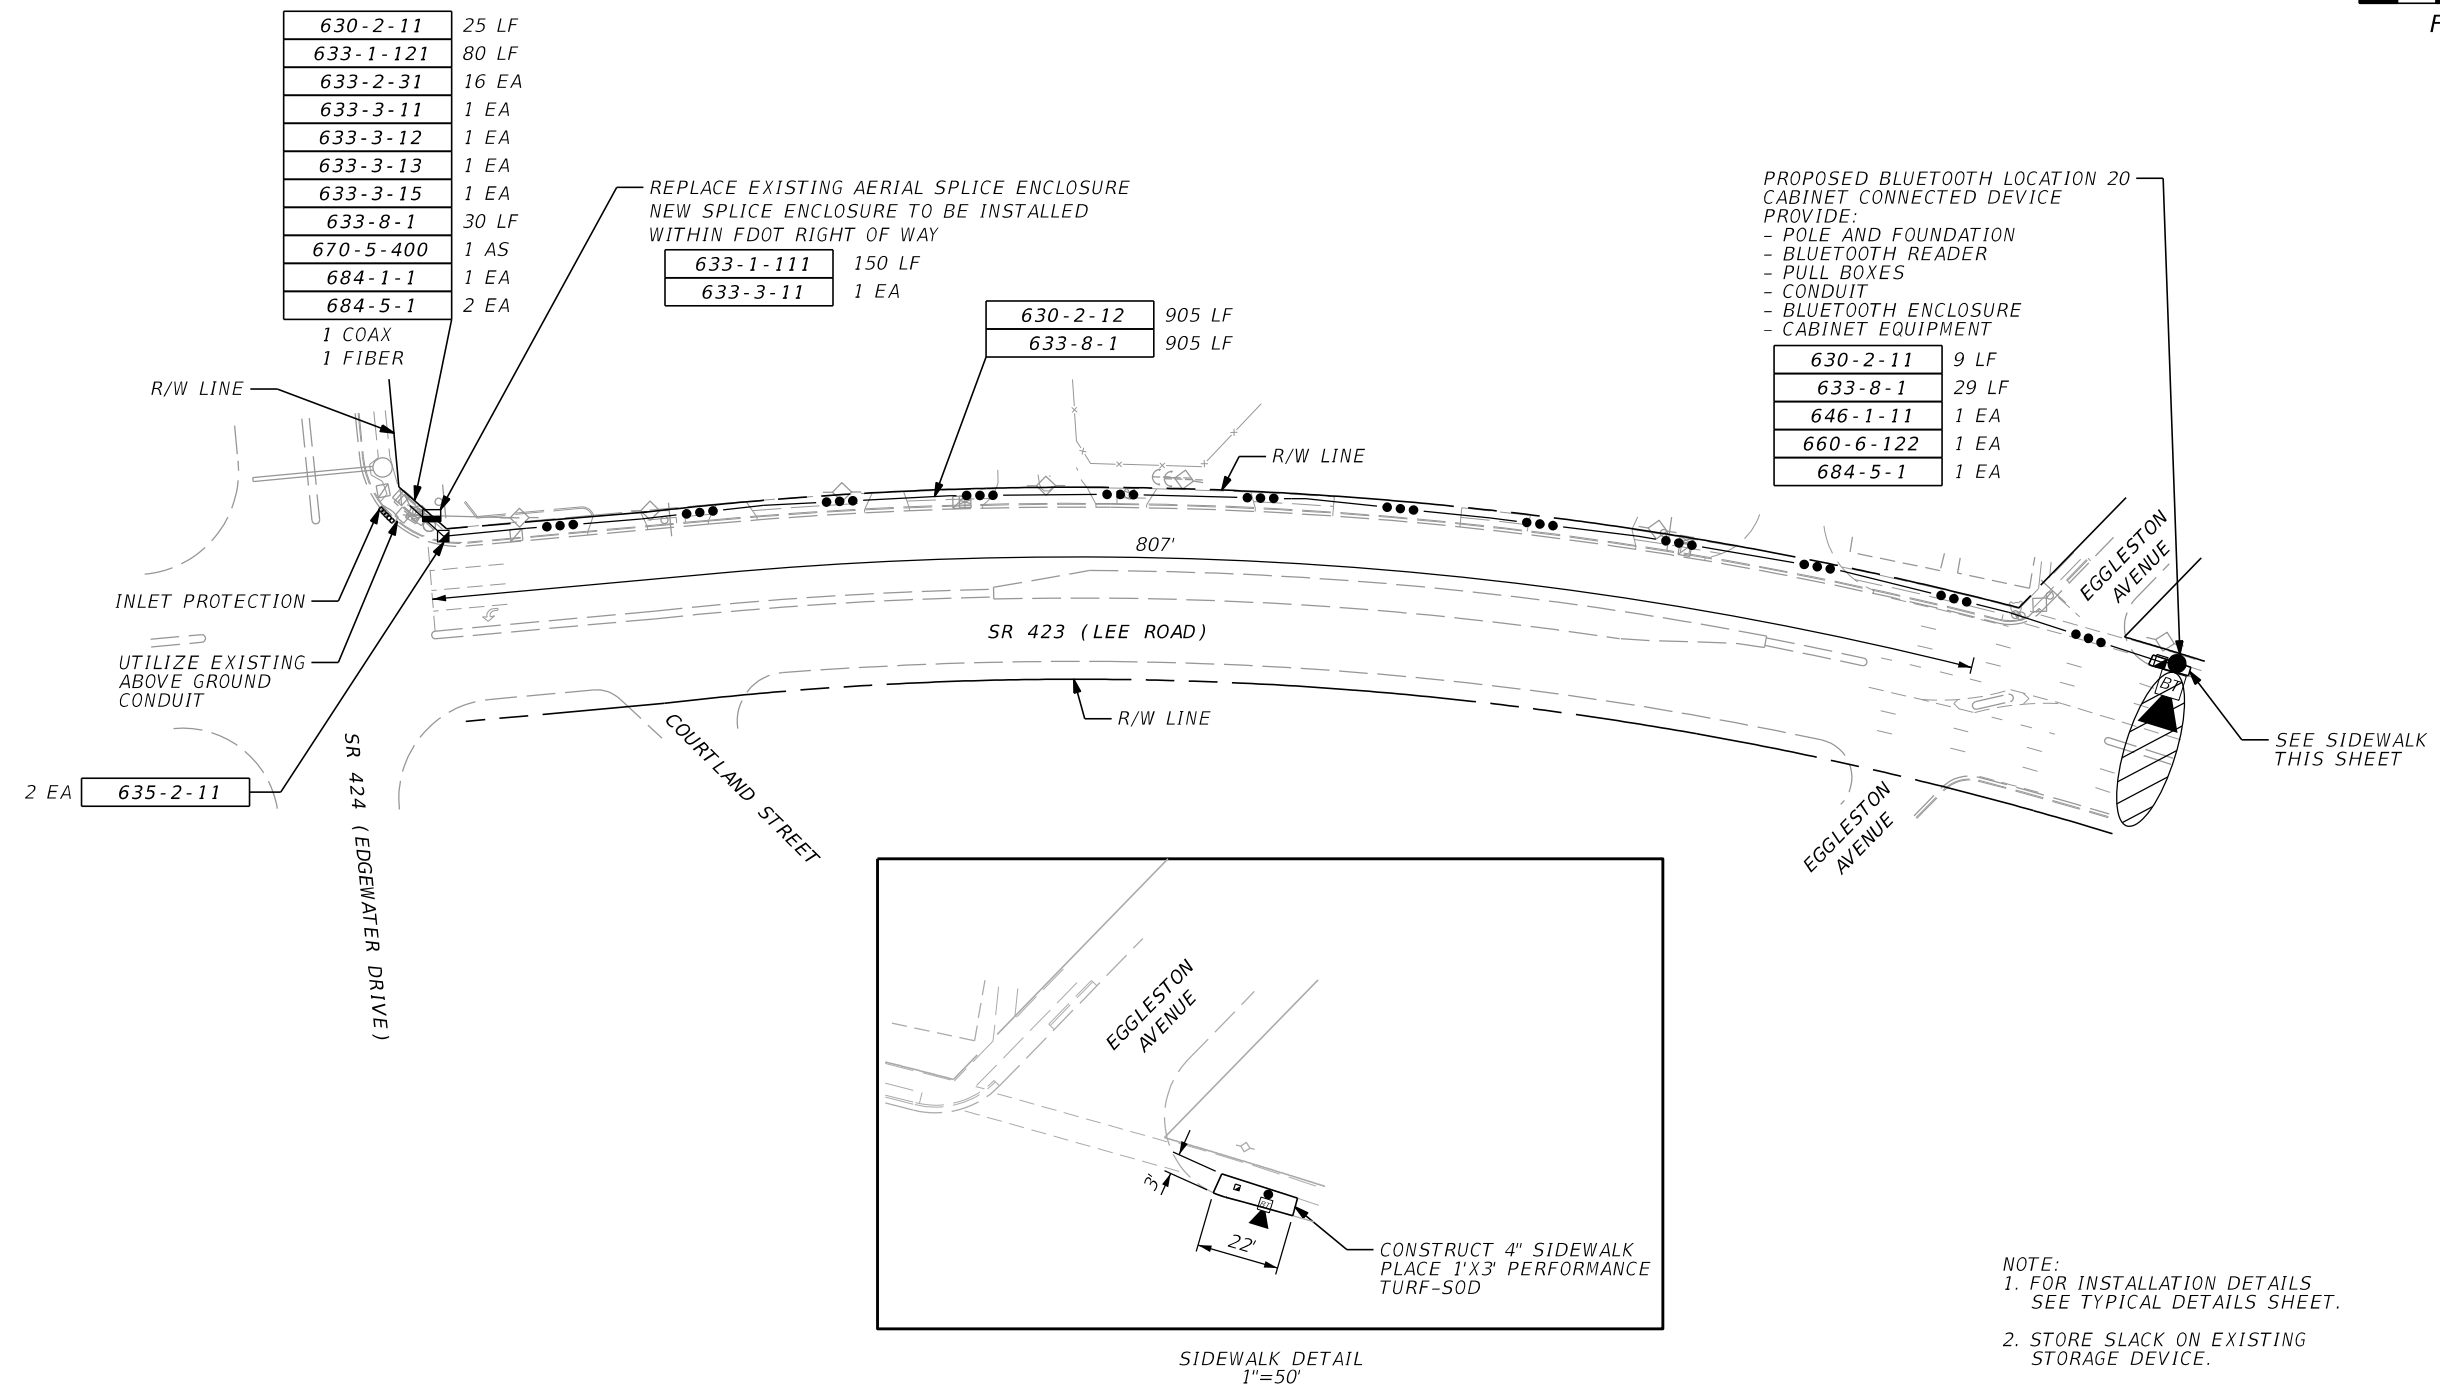 F
630-2-11 25 LF
633-1-121 80 LF
633-2-31 16 EA
633-3-11 1 EA
633-3-12 1 EA
633-3-13 1 EA
633-3-15 1 EA
633-8-1 30 LF
670-5-400 1 AS
684-1-1 1 EA
684-5-1 2 EA
1 COAX
1 FIBER
R/W LINE
REPLACE EXISTING AERIAL SPLICE ENCLOSURE
NEW SPLICE ENCLOSURE TO BE INSTALLED
WITHIN FDOT RIGHT OF WAY
633-1-111 150 LF
633-3-11 1 EA
630-2-12 905 LF
633-8-1 905 LF
R/W LINE
PROPOSED BLUETOOTH LOCATION 20
CABINET CONNECTED DEVICE
PROVIDE:
- POLE AND FOUNDATION
- BLUETOOTH READER
- PULL BOXES
- CONDUIT
- BLUETOOTH ENCLOSURE
- CABINET EQUIPMENT
630-2-11 9 LF
633-8-1 29 LF
646-1-11 1 EA
660-6-122 1 EA
684-5-1 1 EA
EGGLESTON
AVENUE
807'
INLET PROTECTION
SR 423 (LEE ROAD)
UTILIZE EXISTING
ABOVE GROUND
CONDUIT
BT
R/W LINE
SEE SIDEWALK
THIS SHEET
2 EA 635-2-11
SR 424 (EDGEWATER DRIVE)
COURTLAND STREET
EGGLESTON
AVENUE
EGGLESTON
AVENUE
3'
BT
22'
CONSTRUCT 4" SIDEWALK
PLACE 1'X3' PERFORMANCE
TURF-SOD
SIDEWALK DETAIL
1"=50'
NOTE:
1. FOR INSTALLATION DETAILS
SEE TYPICAL DETAILS SHEET.
2. STORE SLACK ON EXISTING
STORAGE DEVICE.